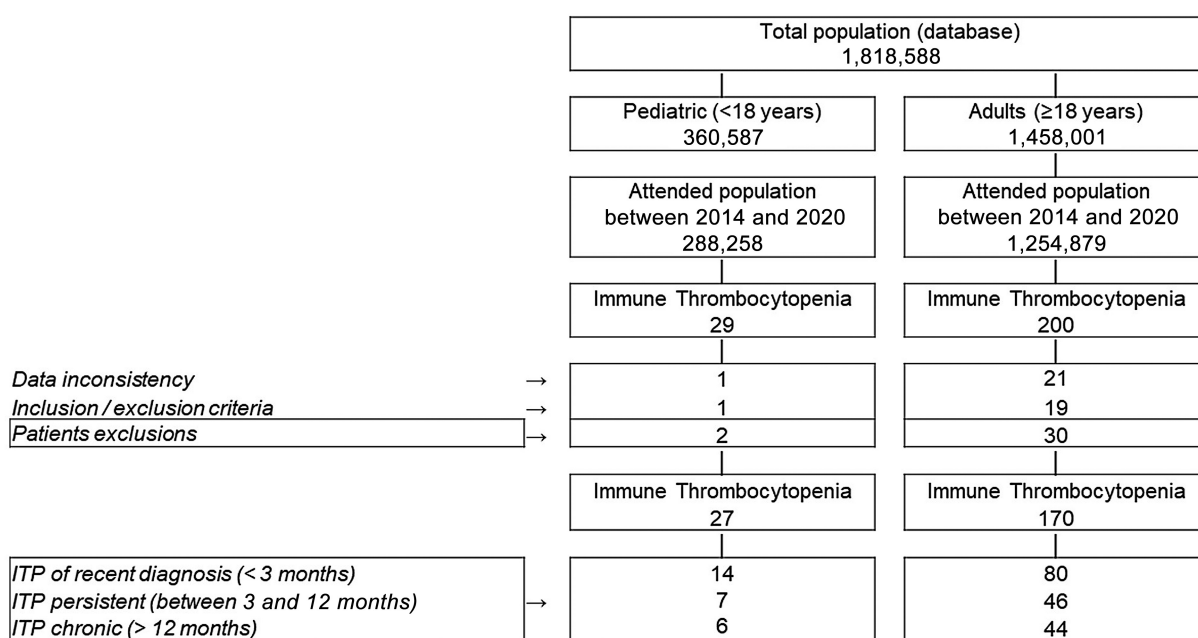 Total population (database)
1,818,588
Pediatric (<18 years)
360,587
Adults (≥18 years)
1,458,001
Attended population
between 2014 and 2020
288,258
Attended population
between 2014 and 2020
1,254,879
Immune Thrombocytopenia
29
Immune Thrombocytopenia
200
Data inconsistency → 1 21
Inclusion / exclusion criteria → 1 19
Patients exclusions → 2 30
Immune Thrombocytopenia
27
Immune Thrombocytopenia
170
ITP of recent diagnosis (< 3 months) 14 80
ITP persistent (between 3 and 12 months) → 7 46
ITP chronic (> 12 months) 6 44